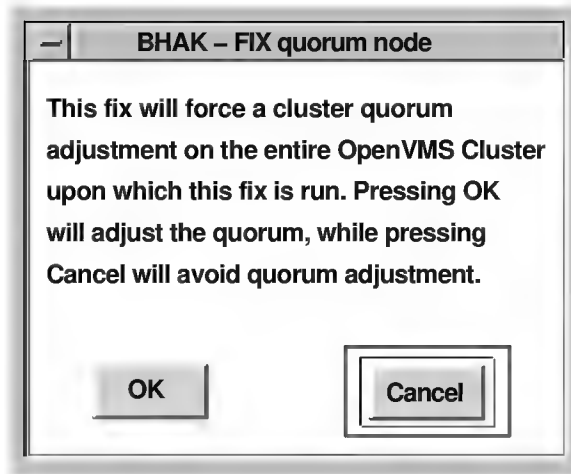 BHAK – FIX quorum node
This fix will force a cluster quorum
adjustment on the entire OpenVMS Cluster
upon which this fix is run. Pressing OK
will adjust the quorum, while pressing
Cancel will avoid quorum adjustment.
OK
Cancel